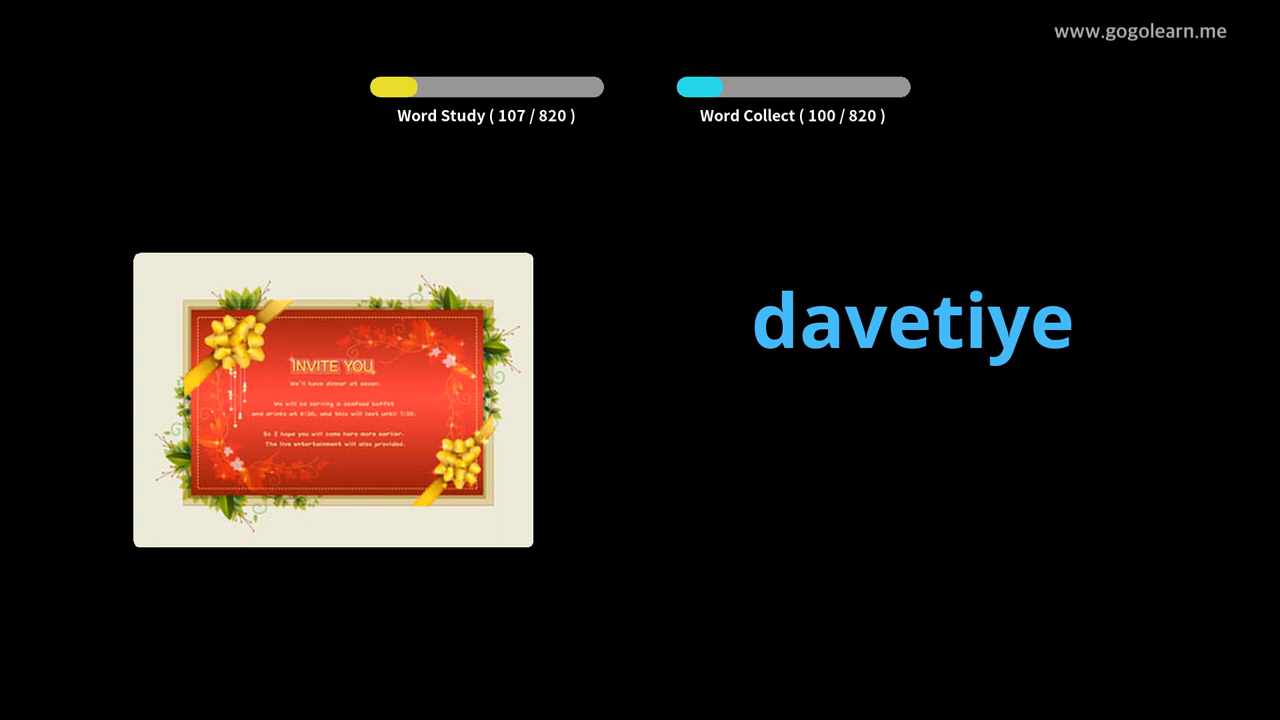 www.gogolearn.me
Word Study ( 107 / 820 )
Word Collect ( 100 / 820 )
davetiye
INVITE YOU
We'll have dinner at seven.
We will be serving a seafood buffet
and drinks at 6:30, and this will last until 7:30.
So I hope you will come here more earlier.
The live entertainment will also provided.